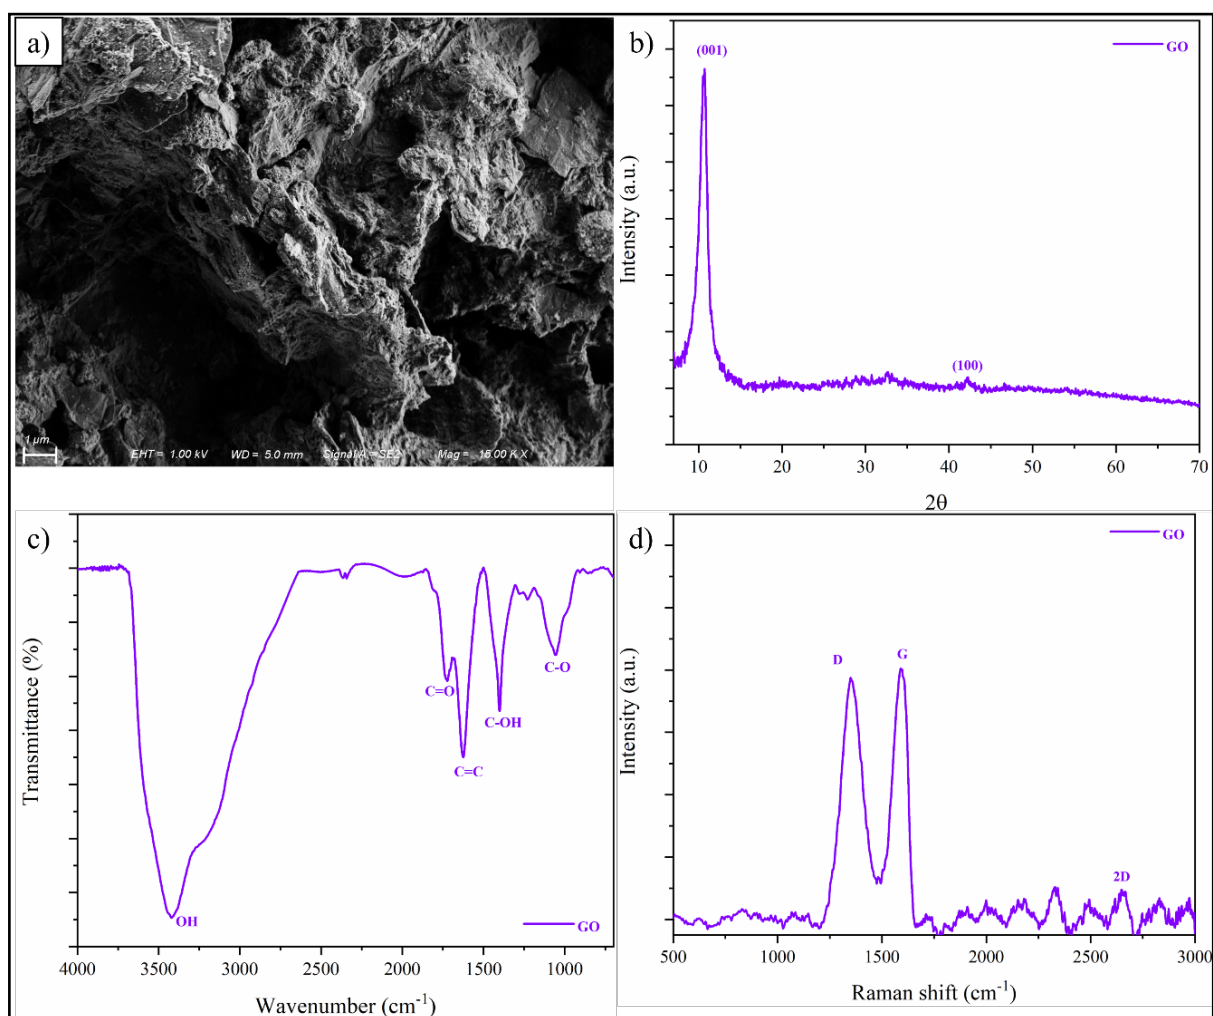 a)
1 µm
EHT = 1.00 kV
WD = 5.0 mm
Signal A = SE2
Mag = 15.00 K X
b)
(001)
GO
(100)
Intensity (a.u.)
10 20 30 40 50 60 70
2θ
c)
C=O
C=C
C-OH
C-O
OH
GO
Transmittance (%)
4000 3500 3000 2500 2000 1500 1000
Wavenumber (cm⁻¹)
d)
GO
D
G
2D
Intensity (a.u.)
500 1000 1500 2000 2500 3000
Raman shift (cm⁻¹)